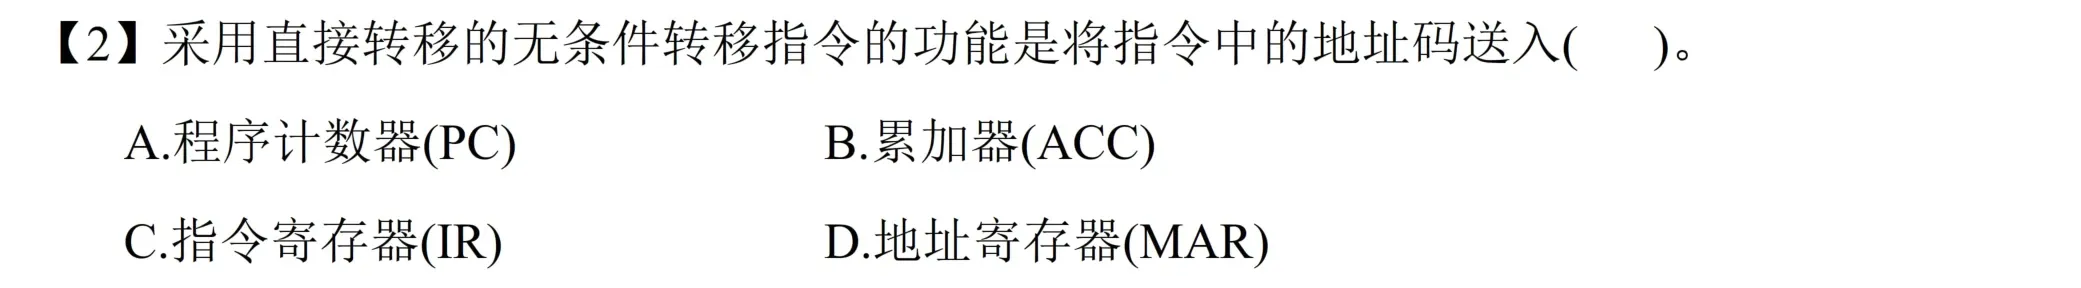 【2】采用直接转移的无条件转移指令的功能是将指令中的地址码送入(　　)。
A.程序计数器(PC)　　　　B.累加器(ACC)
C.指令寄存器(IR)　　　　D.地址寄存器(MAR)